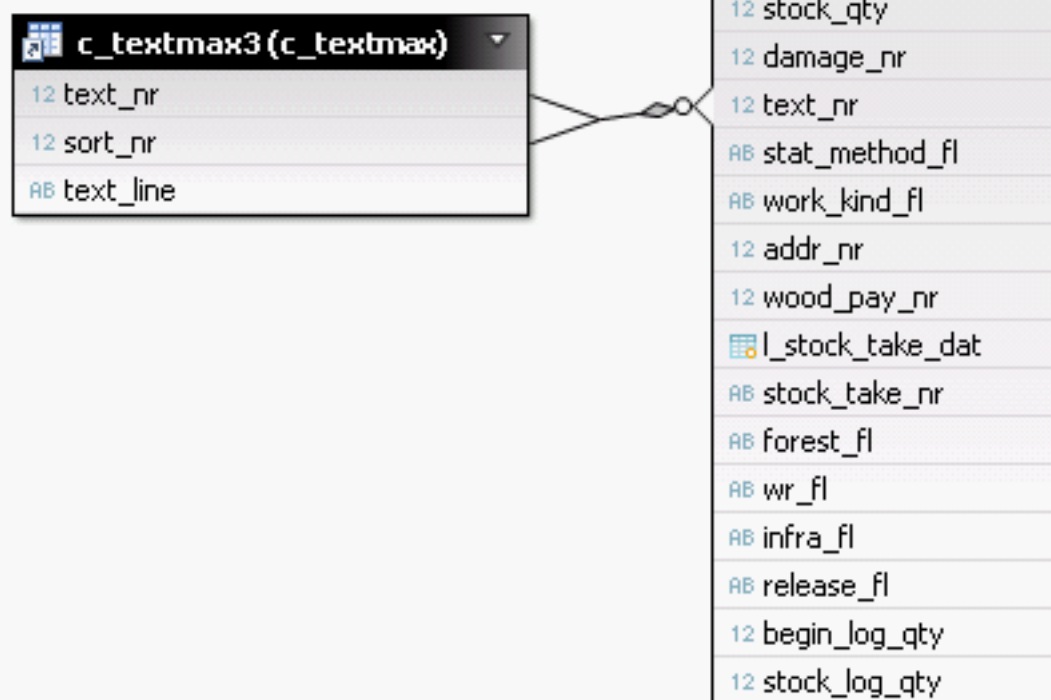 c_textmax3 (c_textmax)
12 text_nr
12 sort_nr
AB text_line
12 stock_qty
12 damage_nr
12 text_nr
AB stat_method_fl
AB work_kind_fl
12 addr_nr
12 wood_pay_nr
l_stock_take_dat
AB stock_take_nr
AB forest_fl
AB wr_fl
AB infra_fl
AB release_fl
12 begin_log_qty
12 stock_log_qty